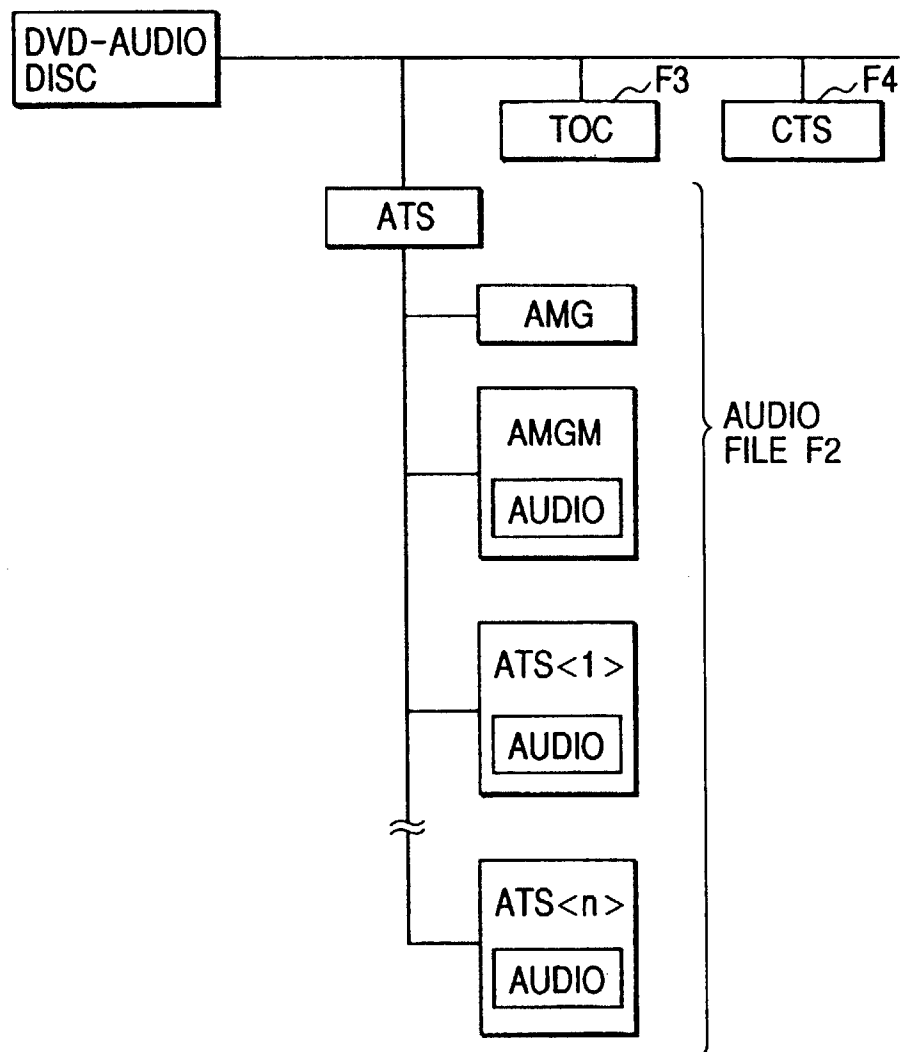 DVD-AUDIO
DISC
F3
TOC
F4
CTS
ATS
AMG
AMGM
AUDIO
AUDIO
FILE F2
ATS<1>
AUDIO
ATS<n>
AUDIO